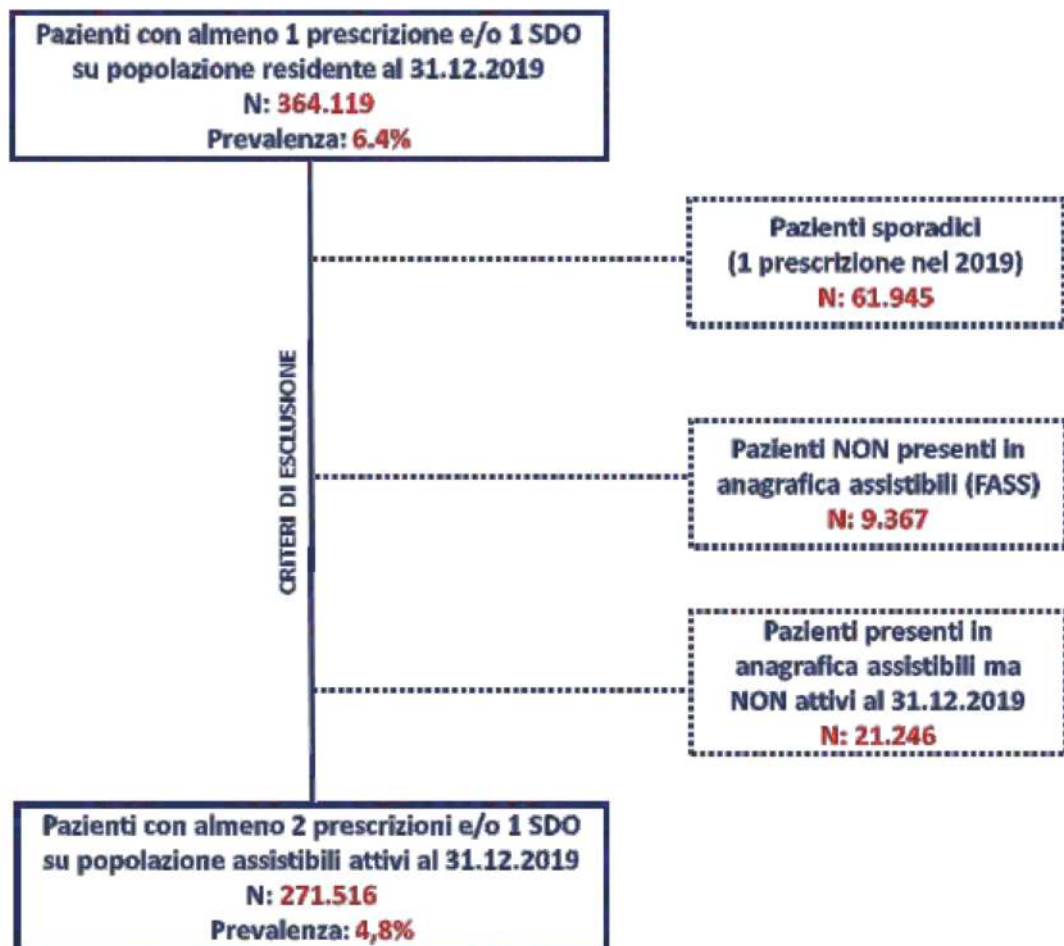 Pazienti con almeno 1 prescrizione e/o 1 SDO
su popolazione residente al 31.12.2019
N: 364.119
Prevalenza: 6.4%
Pazienti sporadici
(1 prescrizione nel 2019)
N: 61.945
CRITERI DI ESCLUSIONE
Pazienti NON presenti in
anagrafica assistibili (FASS)
N: 9.367
Pazienti presenti in
anagrafica assistibili ma
NON attivi al 31.12.2019
N: 21.246
Pazienti con almeno 2 prescrizioni e/o 1 SDO
su popolazione assistibili attivi al 31.12.2019
N: 271.516
Prevalenza: 4,8%